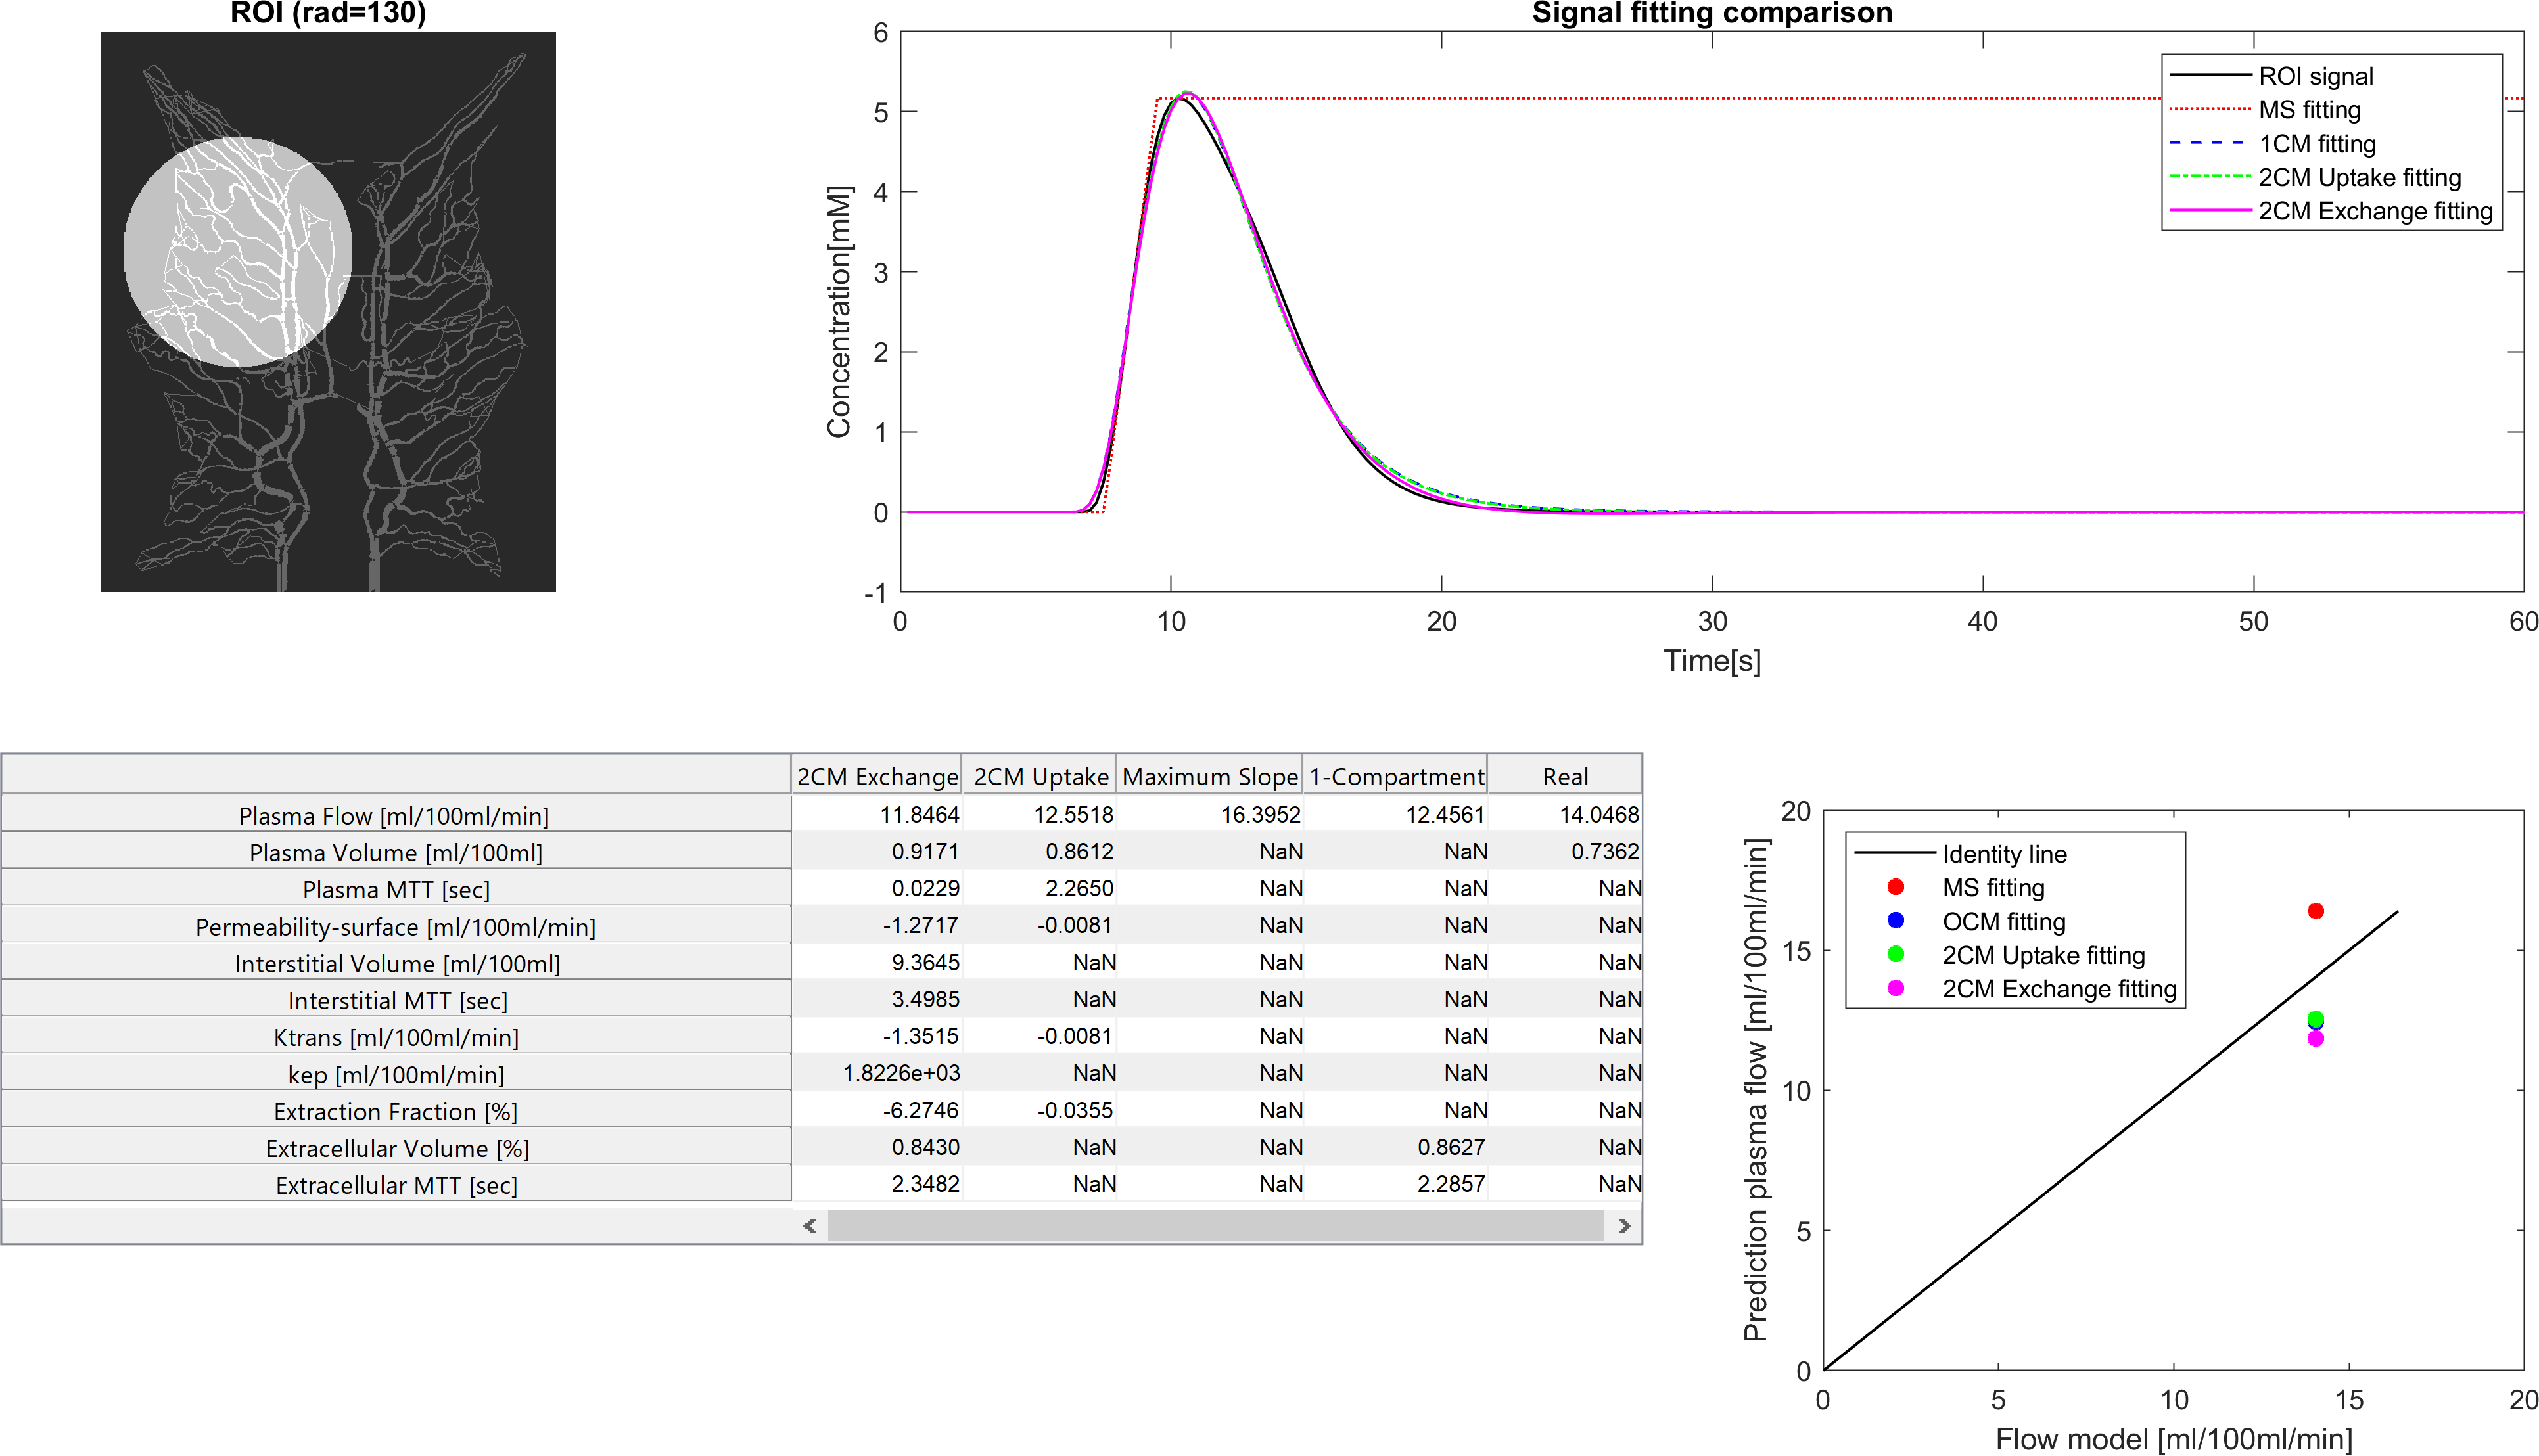 ROI (rad=130)
Signal fitting comparison
6
5
4
3
2
1
0
-1
Concentration[mM]
0 10 20 30 40 50 60
Time[s]
ROI signal
MS fitting
1CM fitting
2CM Uptake fitting
2CM Exchange fitting
2CM Exchange 2CM Uptake Maximum Slope 1-Compartment Real
Plasma Flow [ml/100ml/min] 11.8464 12.5518 16.3952 12.4561 14.0468
Plasma Volume [ml/100ml] 0.9171 0.8612 NaN NaN 0.7362
Plasma MTT [sec] 0.0229 2.2650 NaN NaN NaN
Permeability-surface [ml/100ml/min] -1.2717 -0.0081 NaN NaN NaN
Interstitial Volume [ml/100ml] 9.3645 NaN NaN NaN NaN
Interstitial MTT [sec] 3.4985 NaN NaN NaN NaN
Ktrans [ml/100ml/min] -1.3515 -0.0081 NaN NaN NaN
kep [ml/100ml/min] 1.8226e+03 NaN NaN NaN NaN
Extraction Fraction [%] -6.2746 -0.0355 NaN NaN NaN
Extracellular Volume [%] 0.8430 NaN NaN 0.8627 NaN
Extracellular MTT [sec] 2.3482 NaN NaN 2.2857 NaN
20
15
10
5
0
Prediction plasma flow [ml/100ml/min]
Identity line
MS fitting
OCM fitting
2CM Uptake fitting
2CM Exchange fitting
0 5 10 15 20
Flow model [ml/100ml/min]